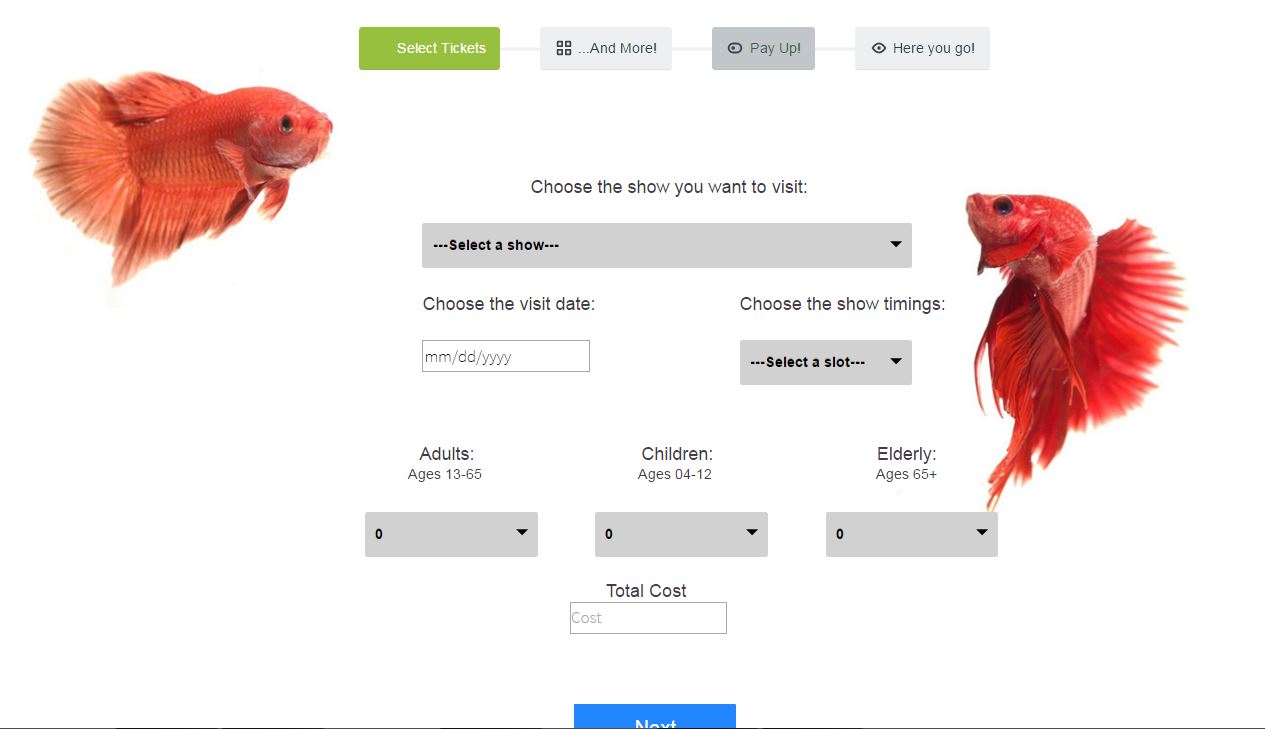 Select Tickets
...And More!
Pay Up!
Here you go!
Choose the show you want to visit:
---Select a show---
Choose the visit date:
Choose the show timings:
mm/dd/yyyy
---Select a slot---
Adults:
Children:
Elderly:
Ages 13-65
Ages 04-12
Ages 65+
0
0
0
Total Cost
Cost
Next